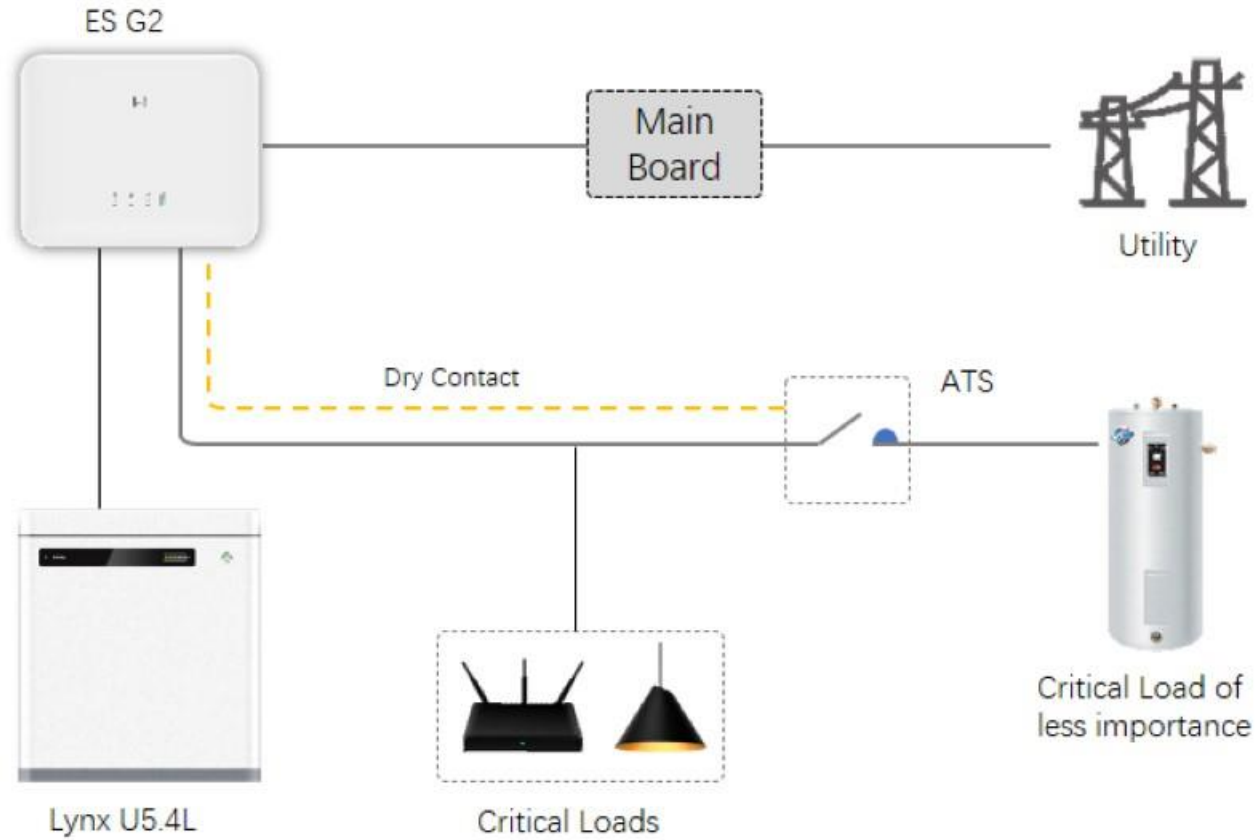 ES G2
Main
Board
Utility
Dry Contact
ATS
Critical Load of
less importance
Lynx U5.4L
Critical Loads